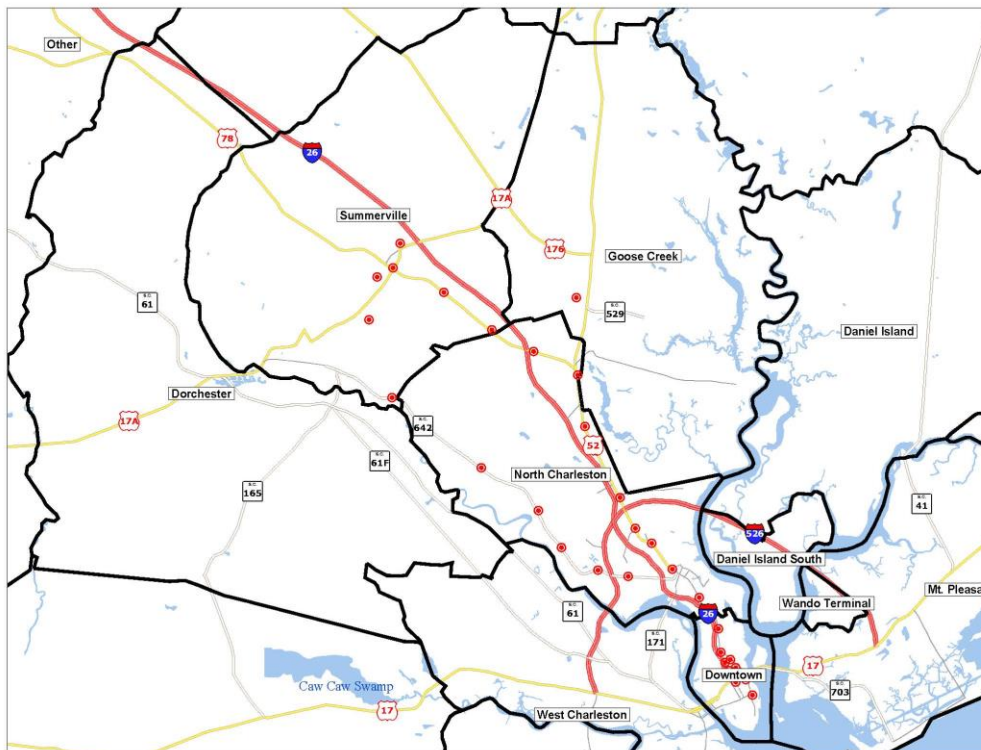 Other
78
26
17A
Summerville
176
Goose Creek
S.C.
61
S.C.
529
Daniel Island
Dorchester
17A
S.C.
642
52
S.C.
61F
North Charleston
S.C.
165
S.C.
41
526
Daniel Island South
Mt. Pleasa
Wando Terminal
26
S.C.
61
S.C.
171
17
Downtown
Caw Caw Swamp
S.C.
703
17
West Charleston